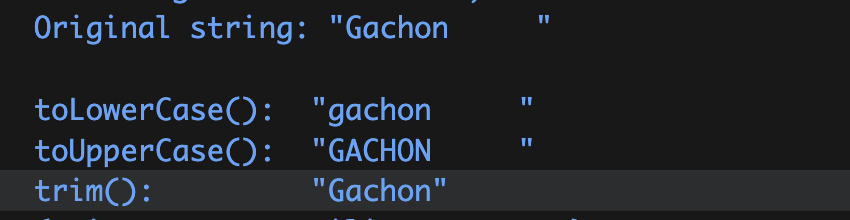 Original string: "Gachon     "
toLowerCase():  "gachon     "
toUpperCase():  "GACHON     "
trim():         "Gachon"